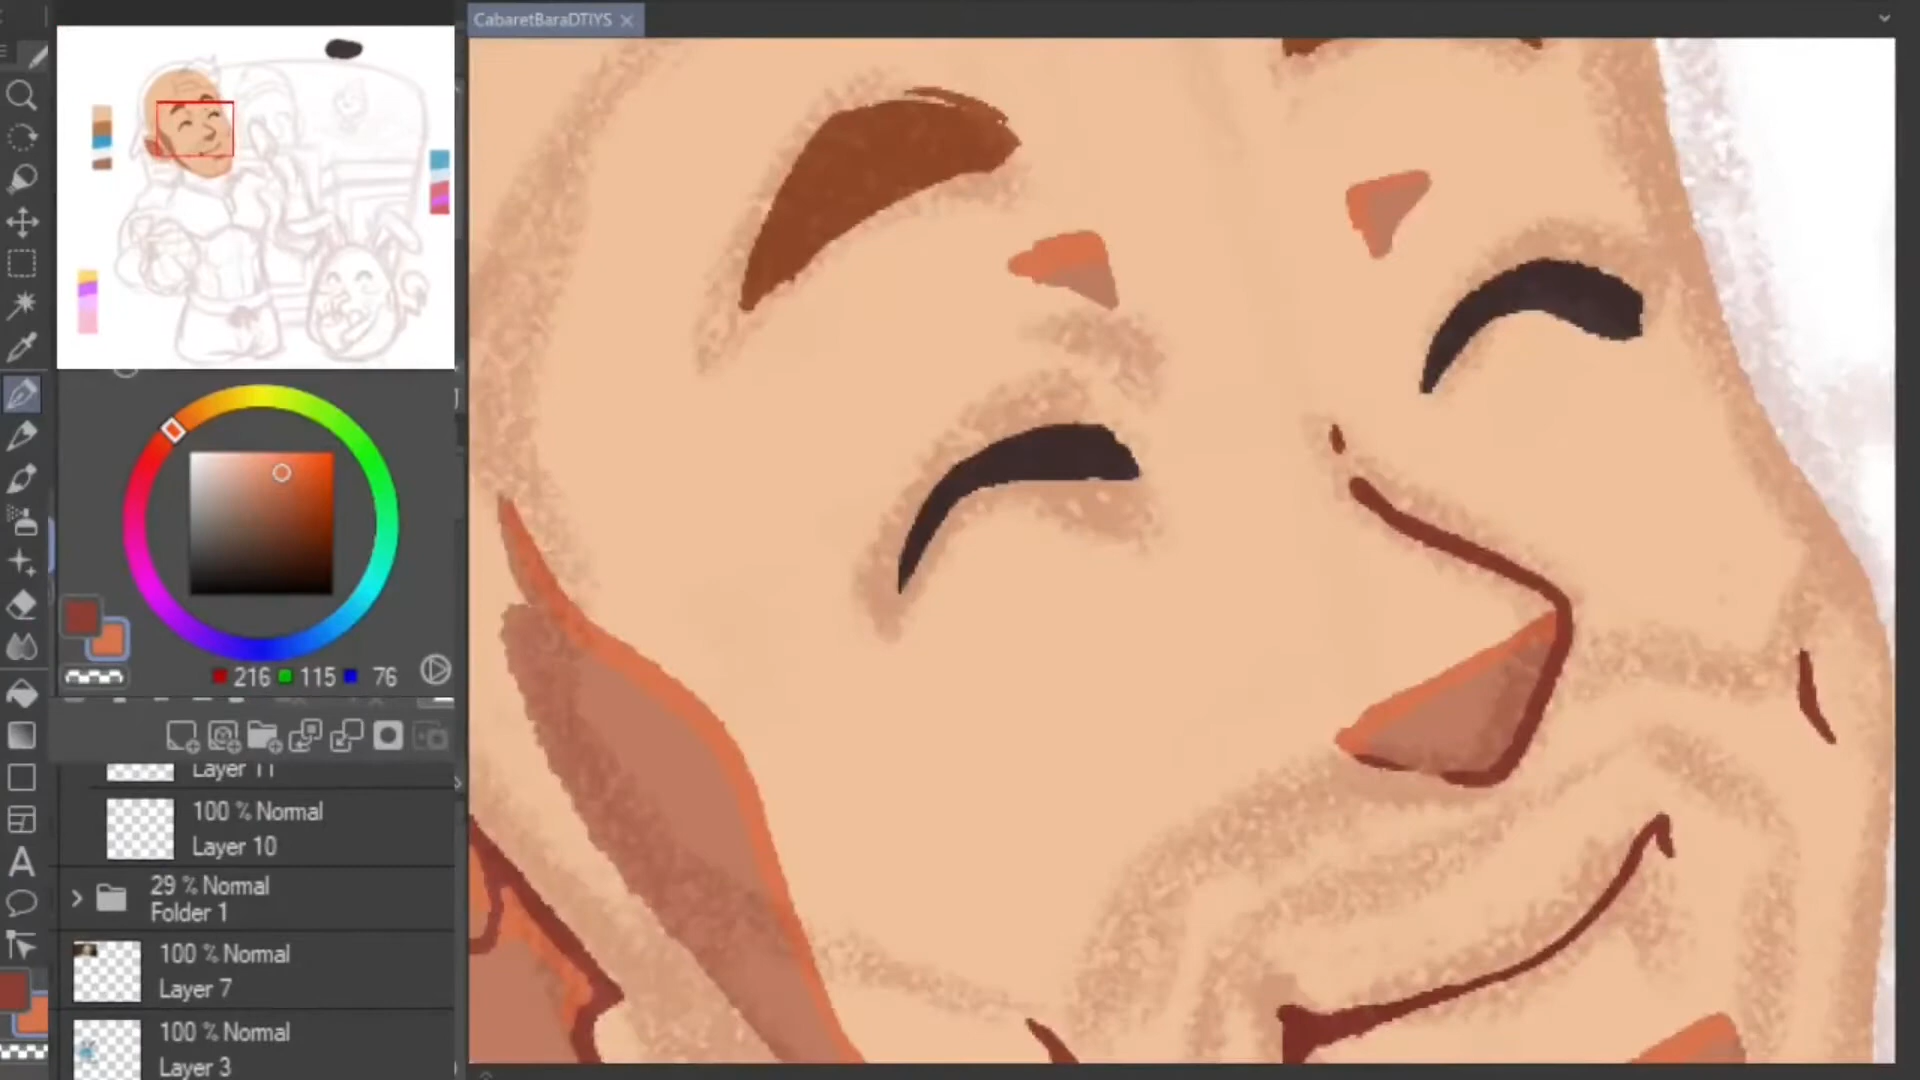 CabaretBaraDTIYS
216 115 76
Layer 11
100 % Normal
Layer 10
29 % Normal
Folder 1
100 % Normal
Layer 7
100 % Normal
Layer 3